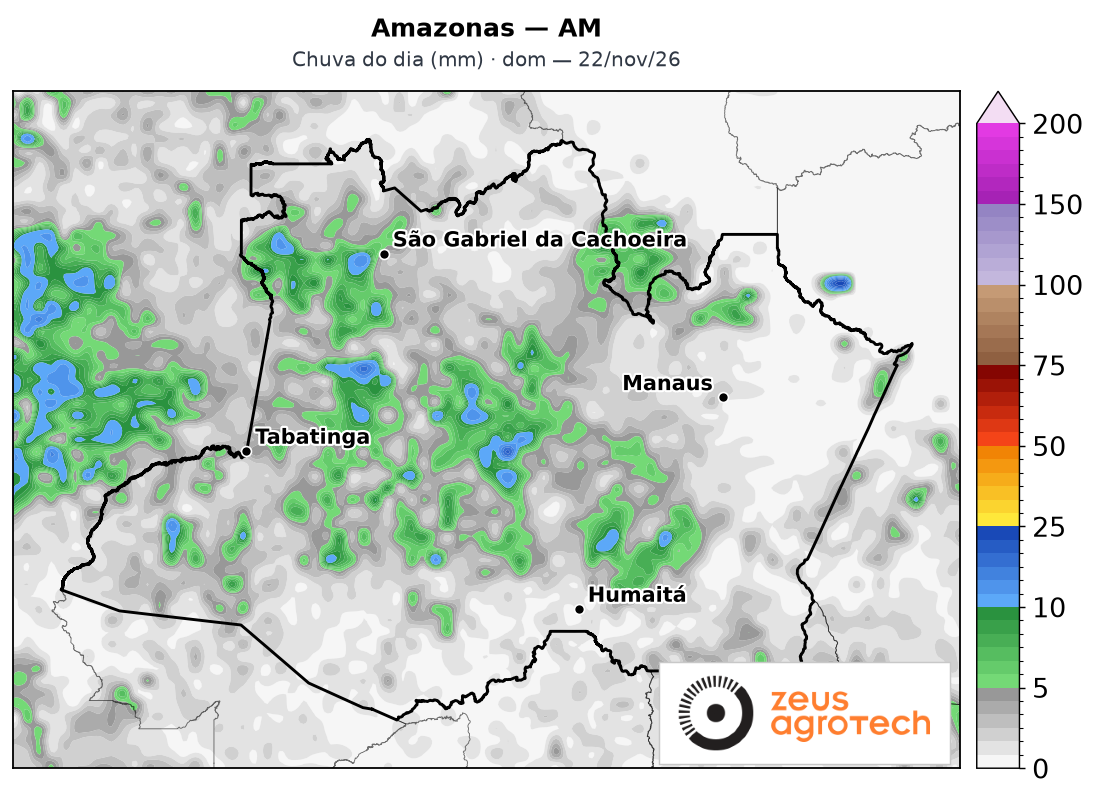 Amazonas — AM
Chuva do dia (mm) · dom — 22/nov/26
São Gabriel da Cachoeira
Manaus
Tabatinga
Humaitá
200
150
100
75
50
25
10
5
0
zeus
agrotech